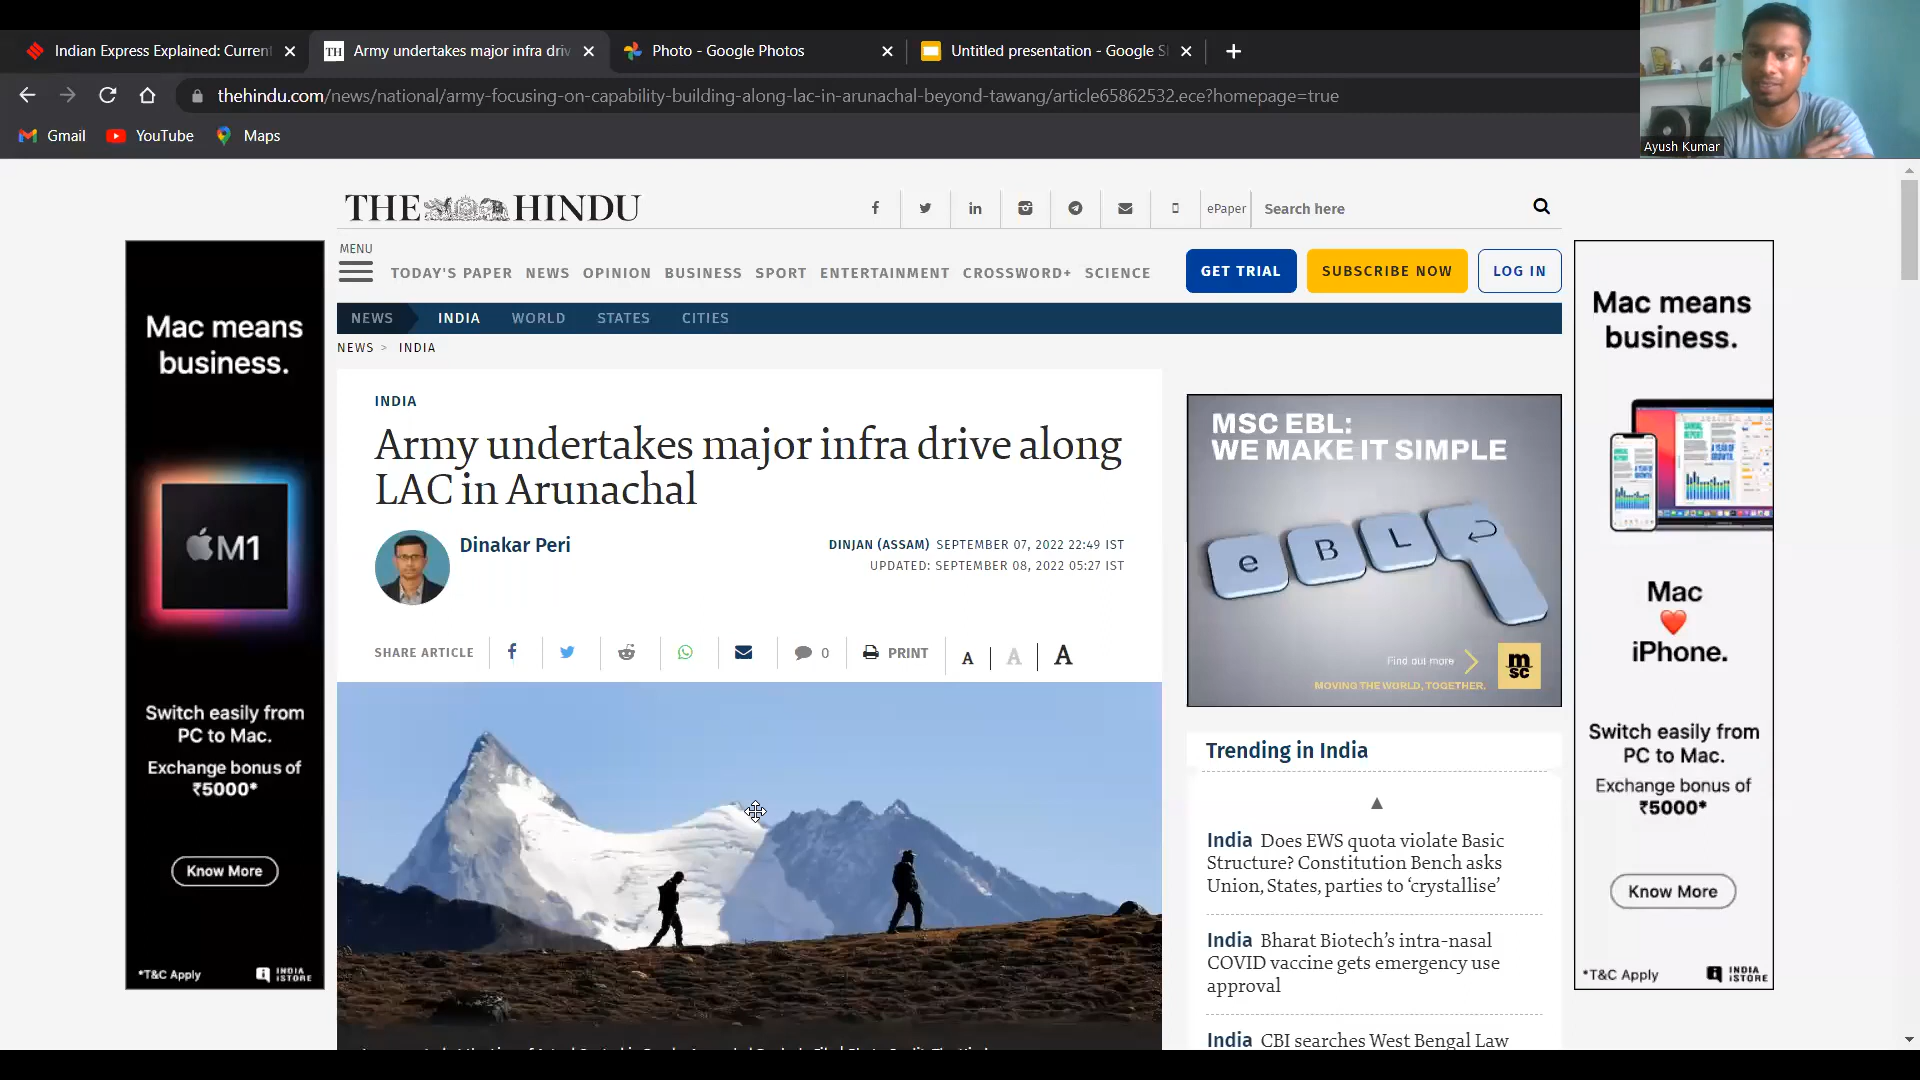 Indian Express Explained: Current
Army undertakes major infra driv
Photo - Google Photos
Untitled presentation - Google Sl
thehindu.com/news/national/army-focusing-on-capability-building-along-lac-in-arunachal-beyond-tawang/article65862532.ece?homepage=true
Gmail
YouTube
Maps
Ayush Kumar
THE HINDU
ePaper
Search here
MENU
TODAY'S PAPER NEWS OPINION BUSINESS SPORT ENTERTAINMENT CROSSWORD+ SCIENCE
GET TRIAL
SUBSCRIBE NOW
LOG IN
NEWS INDIA WORLD STATES CITIES
NEWS > INDIA
INDIA
Army undertakes major infra drive along
LAC in Arunachal
Dinakar Peri
DINJAN (ASSAM) SEPTEMBER 07, 2022 22:49 IST
UPDATED: SEPTEMBER 08, 2022 05:27 IST
SHARE ARTICLE
0
PRINT
A A A
Mac means
business.
M1
Switch easily from
PC to Mac.
Exchange bonus of
₹5000*
Know More
*T&C Apply
INDIA
iSTORE
MSC EBL:
WE MAKE IT SIMPLE
e B L
Find out more
msc
MOVING THE WORLD, TOGETHER.
Trending in India
India Does EWS quota violate Basic
Structure? Constitution Bench asks
Union, States, parties to ‘crystallise’
India Bharat Biotech’s intra-nasal
COVID vaccine gets emergency use
approval
India CBI searches West Bengal Law
Mac means
business.
Mac
iPhone.
Switch easily from
PC to Mac.
Exchange bonus of
₹5000*
Know More
*T&C Apply
INDIA
iSTORE